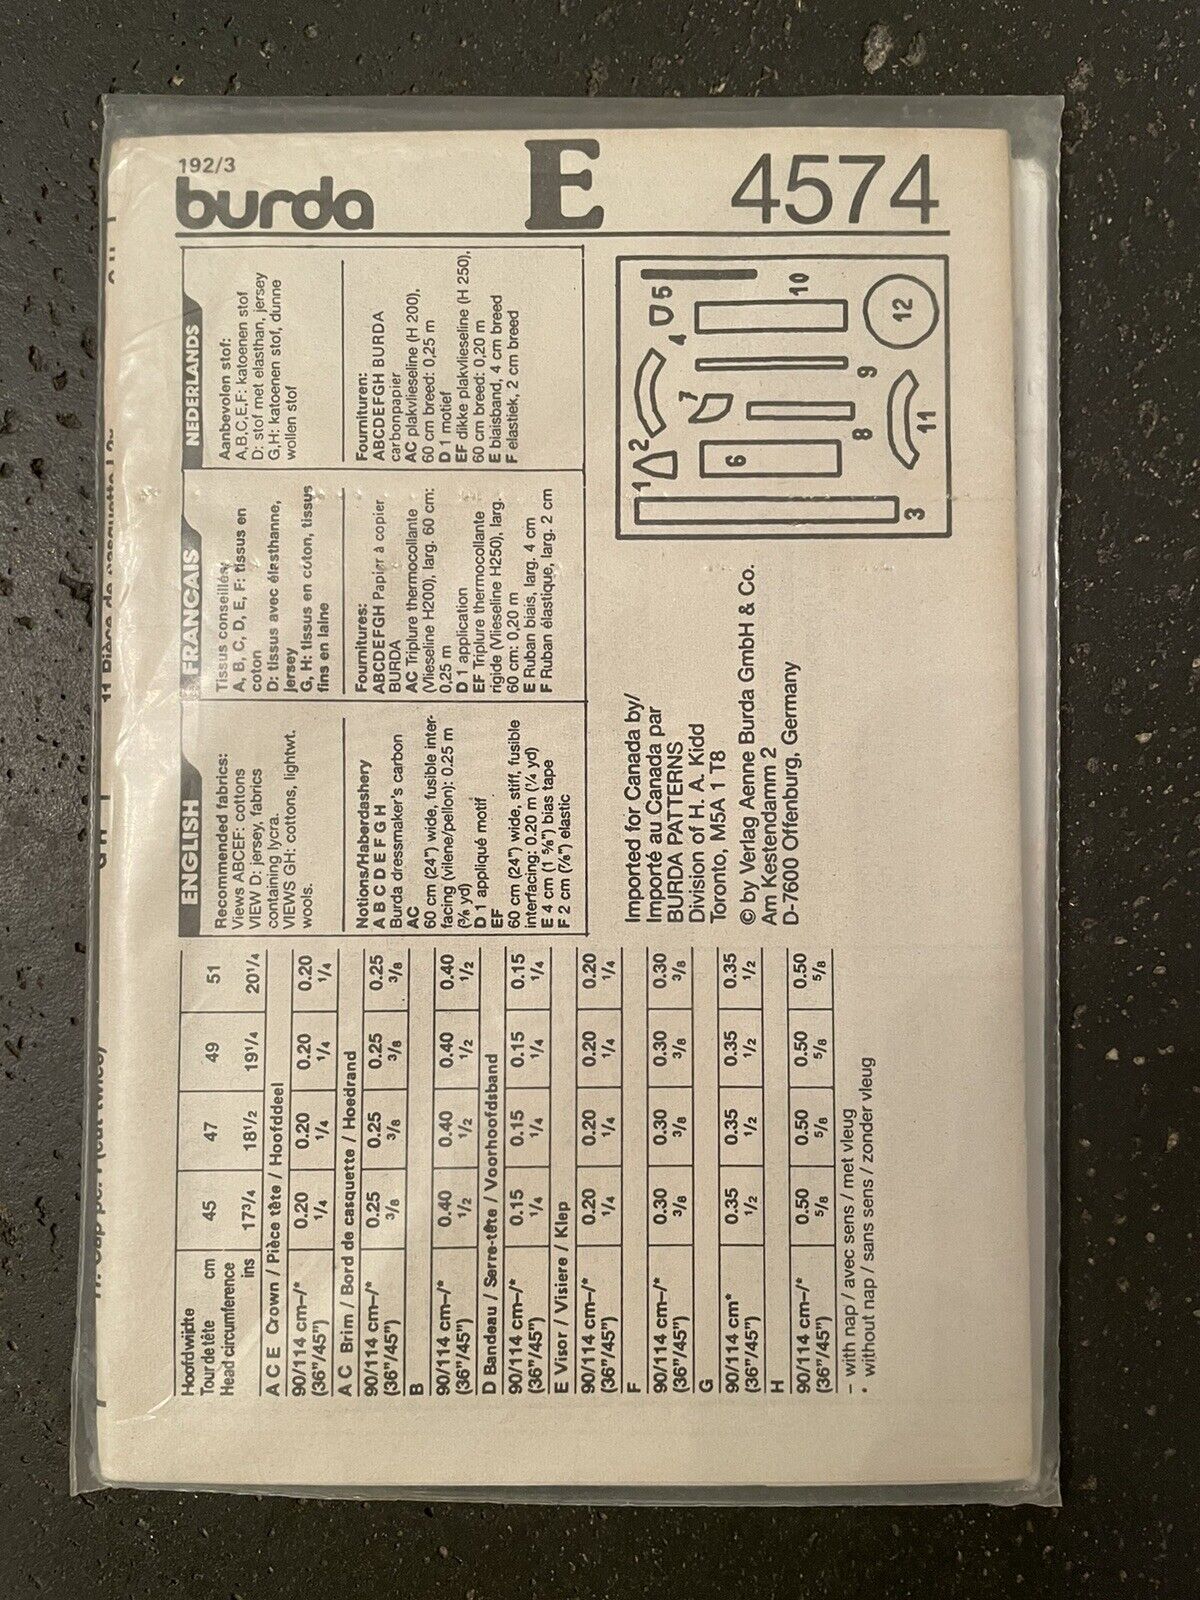 192/3
burda
E
4574
ENGLISH
Recommended fabrics:
Views ABCEF: cottons
VIEW D: jersey, fabrics
containing lycra.
VIEWS GH: cottons, lightwt.
wools.
Notions/Haberdashery
A B C D E F G H
Burda dressmaker's carbon
AC
60 cm (24") wide, fusible inter-
facing (vilene/pellon): 0.25 m
(3/8 yd)
D 1 appliqué motif
EF
60 cm (24") wide, stiff, fusible
interfacing: 0.20 m (1/4 yd)
E 4 cm (1 5/8") bias tape
F 2 cm (7/8") elastic
FRANCAIS
Tissus conseillés:
A, B, C, D, E, F: tissus en
coton
D: tissus avec élasthanne,
jersey
G, H: tissus en coton, tissus
fins en laine
Fournitures:
ABCDEFGH Papier à copier
BURDA
AC Triplure thermocollante
(Vlieseline H200), larg. 60 cm:
0,25 m
D 1 application
EF Triplure thermocollante
rigide (Vlieseline H250), larg.
60 cm: 0,20 m
E Ruban biais, larg. 4 cm
F Ruban élastique, larg. 2 cm
NEDERLANDS
Aanbevolen stof:
A,B,C,E,F: katoenen stof
D: stof met elasthan, jersey
G,H: katoenen stof, dunne
wollen stof
Fournituren:
ABCDEFGH BURDA
carbonpapier
AC plakvlieseline (H 200),
60 cm breed: 0,25 m
D 1 motief
EF dikke plakvlieseline (H 250),
60 cm breed: 0,20 m
E biaisband, 4 cm breed
F elastiek, 2 cm breed
1 2 3 4 5 6 7 8 9 10 11 12
Imported for Canada by/
Importé au Canada par
BURDA PATTERNS
Division of H. A. Kidd
Toronto, M5A 1 T8
© by Verlag Aenne Burda GmbH & Co.
Am Kestendamm 2
D-7600 Offenburg, Germany
Hoofdwijdte
Tour de tête cm 45 47 49 51
Head circumference ins 17 3/4 18 1/2 19 1/4 20 1/4
A C E Crown / Pièce tête / Hoofddeel
90/114 cm–/* 0.20 0.20 0.20 0.20
(36"/45") 1/4 1/4 1/4 1/4
A C Brim / Bord de casquette / Hoedrand
90/114 cm–/* 0.25 0.25 0.25 0.25
(36"/45") 3/8 3/8 3/8 3/8
B
90/114 cm–/* 0.40 0.40 0.40 0.40
(36"/45") 1/2 1/2 1/2 1/2
D Bandeau / Serre-tête / Voorhoofdsband
90/114 cm–/* 0.15 0.15 0.15 0.15
(36"/45") 1/4 1/4 1/4 1/4
E Visor / Visiere / Klep
90/114 cm–/* 0.20 0.20 0.20 0.20
(36"/45") 1/4 1/4 1/4 1/4
F
90/114 cm–/* 0.30 0.30 0.30 0.30
(36"/45") 3/8 3/8 3/8 3/8
G
90/114 cm* 0.35 0.35 0.35 0.35
(36"/45") 1/2 1/2 1/2 1/2
H
90/114 cm–/* 0.50 0.50 0.50 0.50
(36"/45") 5/8 5/8 5/8 5/8
– with nap / avec sens / met vleug
* without nap / sans sens / zonder vleug